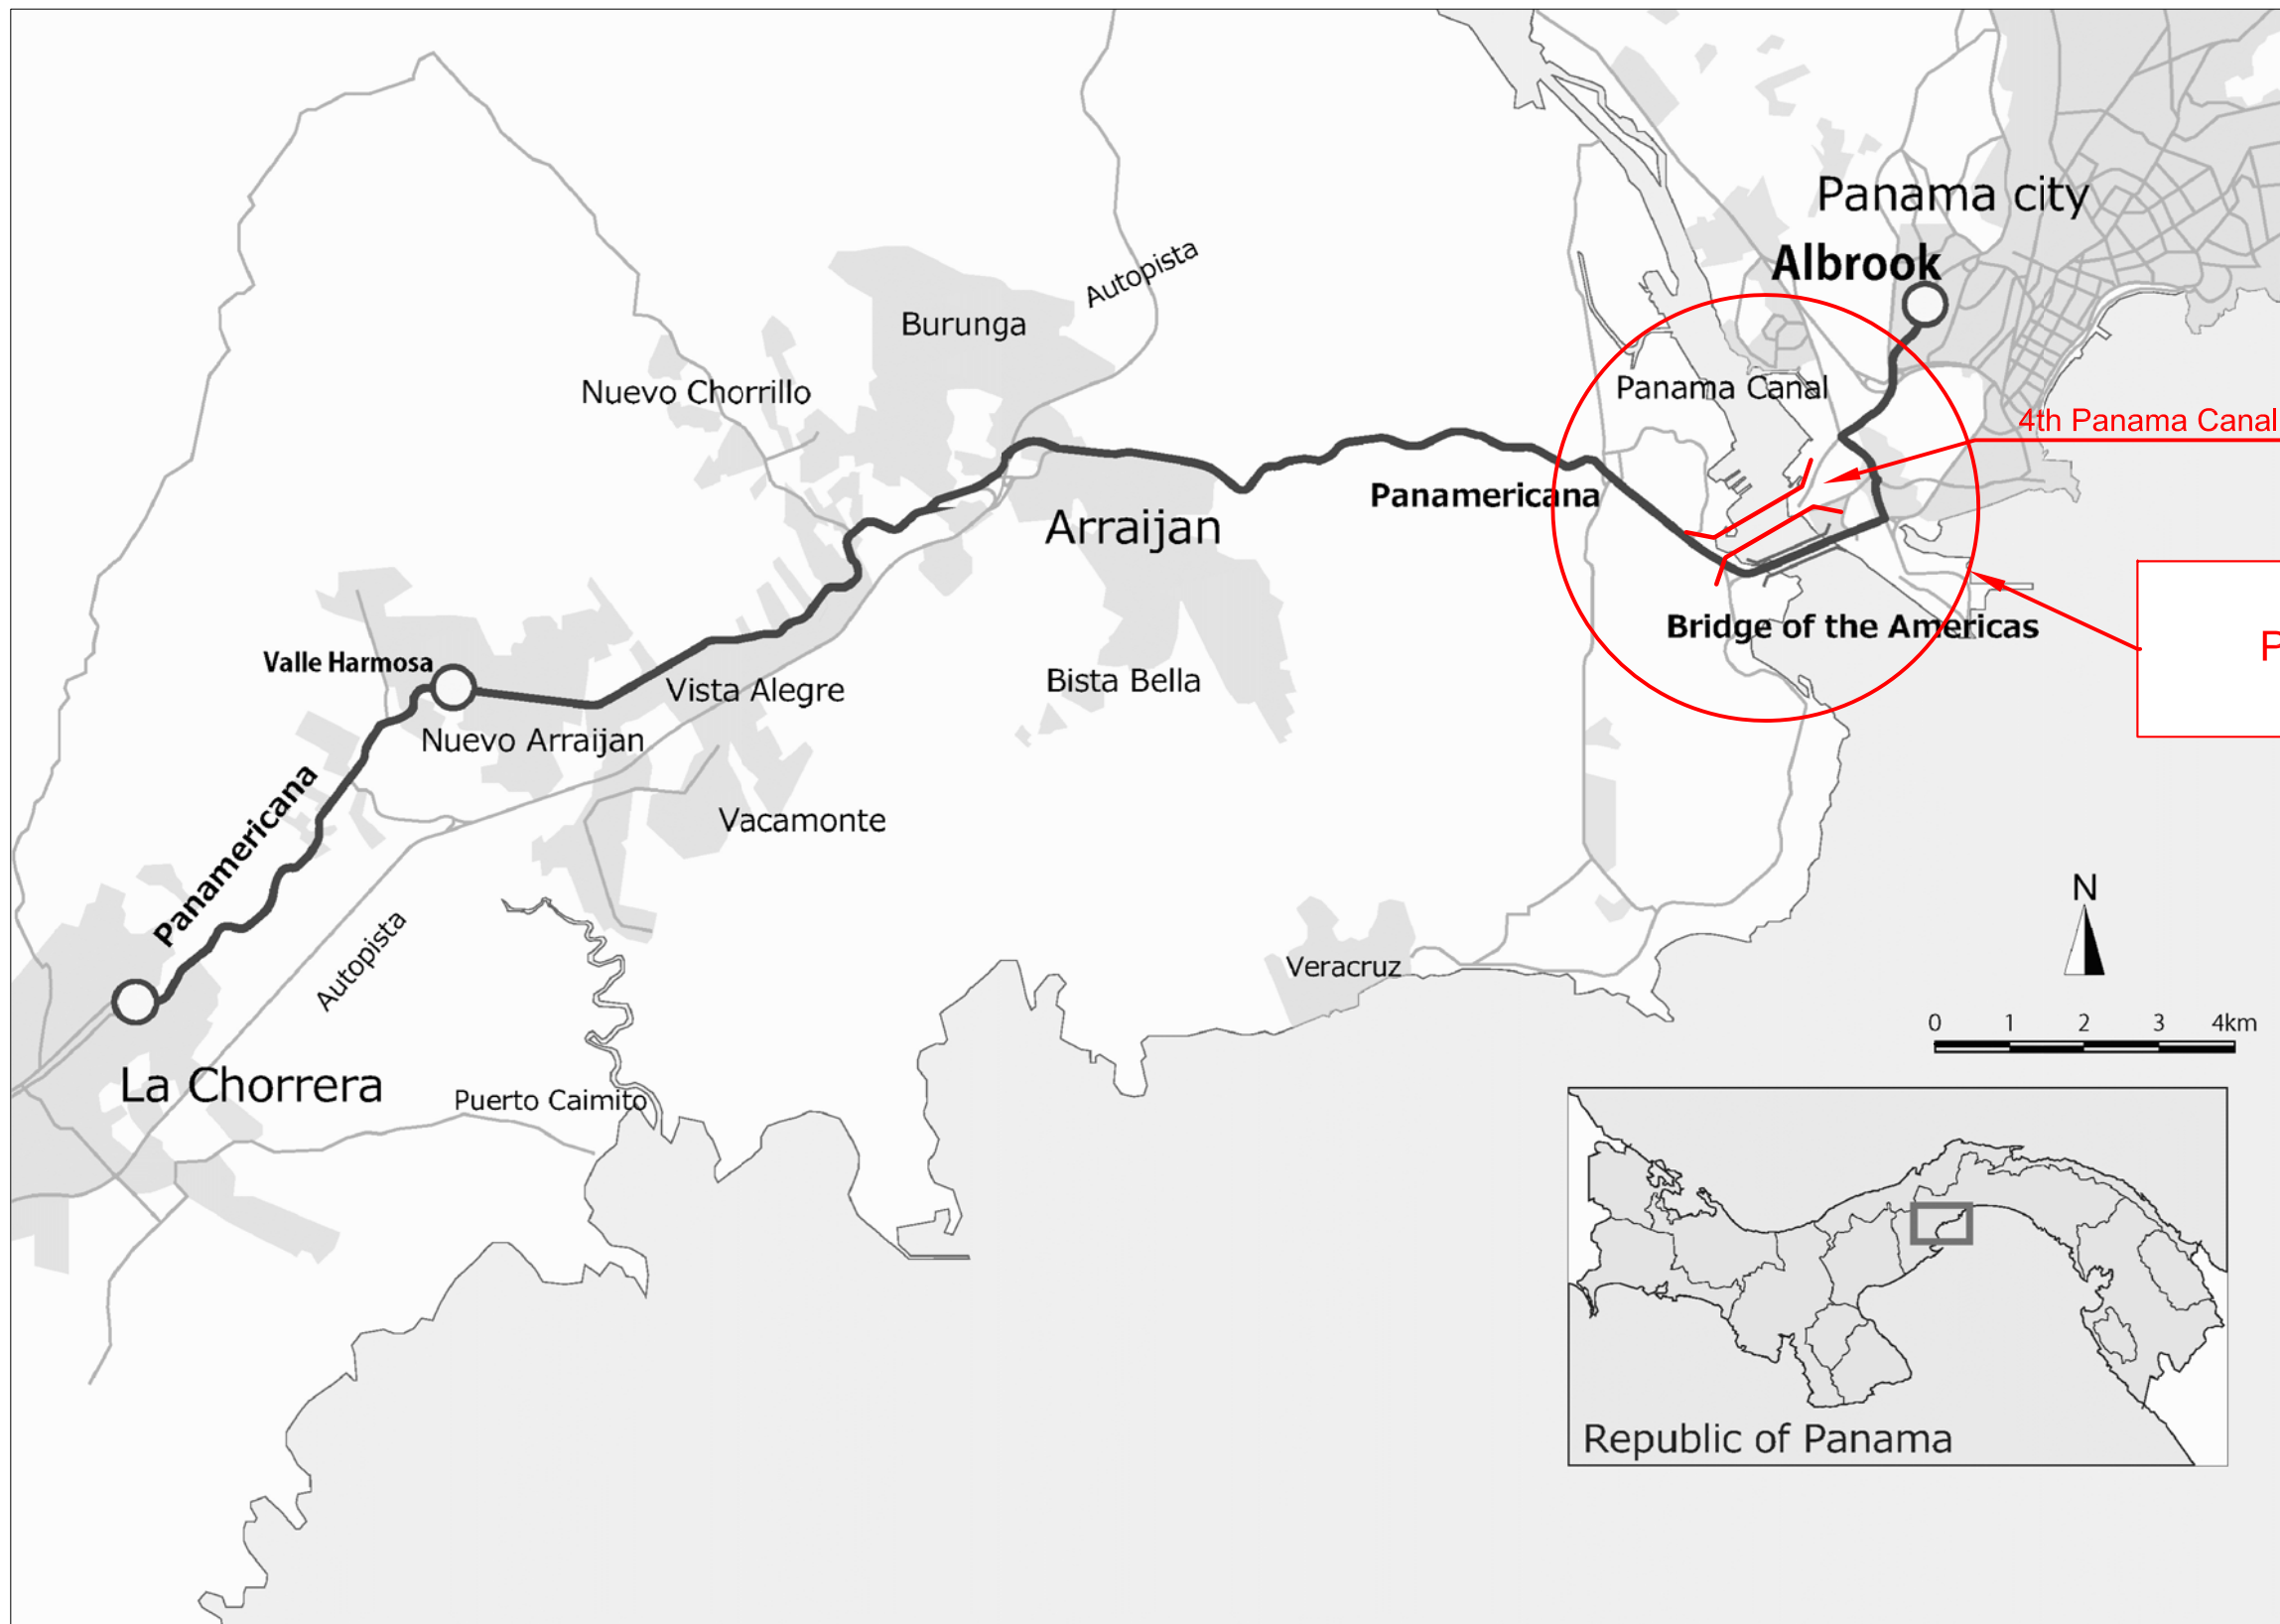 Panama city
Albrook
Autopista
Burunga
Nuevo Chorrillo
Panama Canal
4th Panama Canal
Panamericana
Arraijan
Bridge of the Americas
P
Valle Harmosa
Vista Alegre
Bista Bella
Nuevo Arraijan
Panamericana
Vacamonte
N
Autopista
Veracruz
0 1 2 3 4km
La Chorrera
Puerto Caimito
Republic of Panama